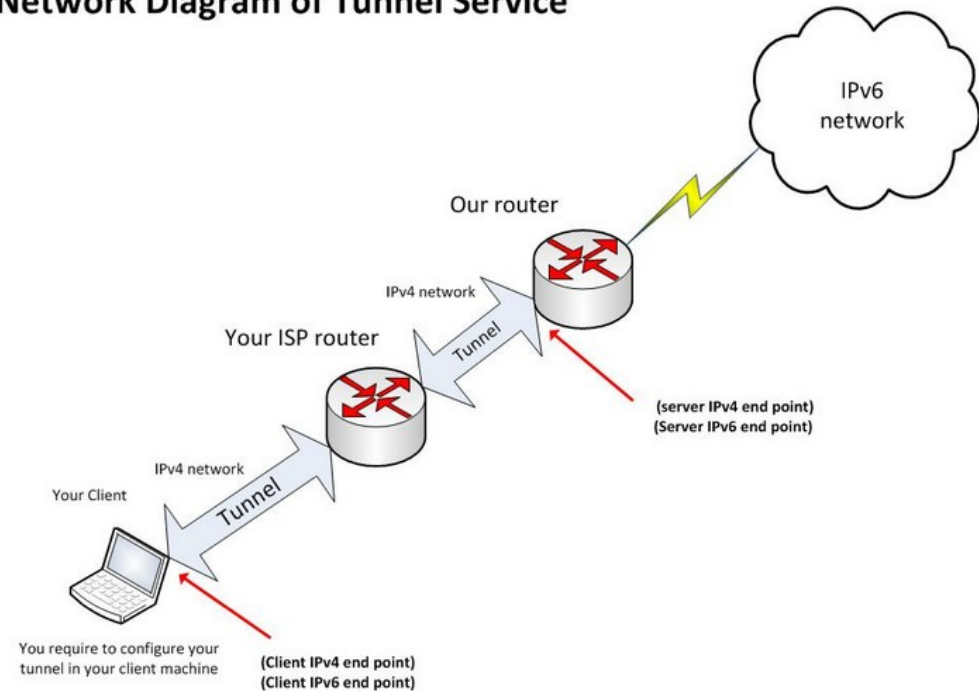 Network Diagram of Tunnel Service
IPv6
network
Our router
IPv4 network
Tunnel
Your ISP router
(server IPv4 end point)
(Server IPv6 end point)
IPv4 network
Tunnel
Your Client
You require to configure your
tunnel in your client machine
(Client IPv4 end point)
(Client IPv6 end point)